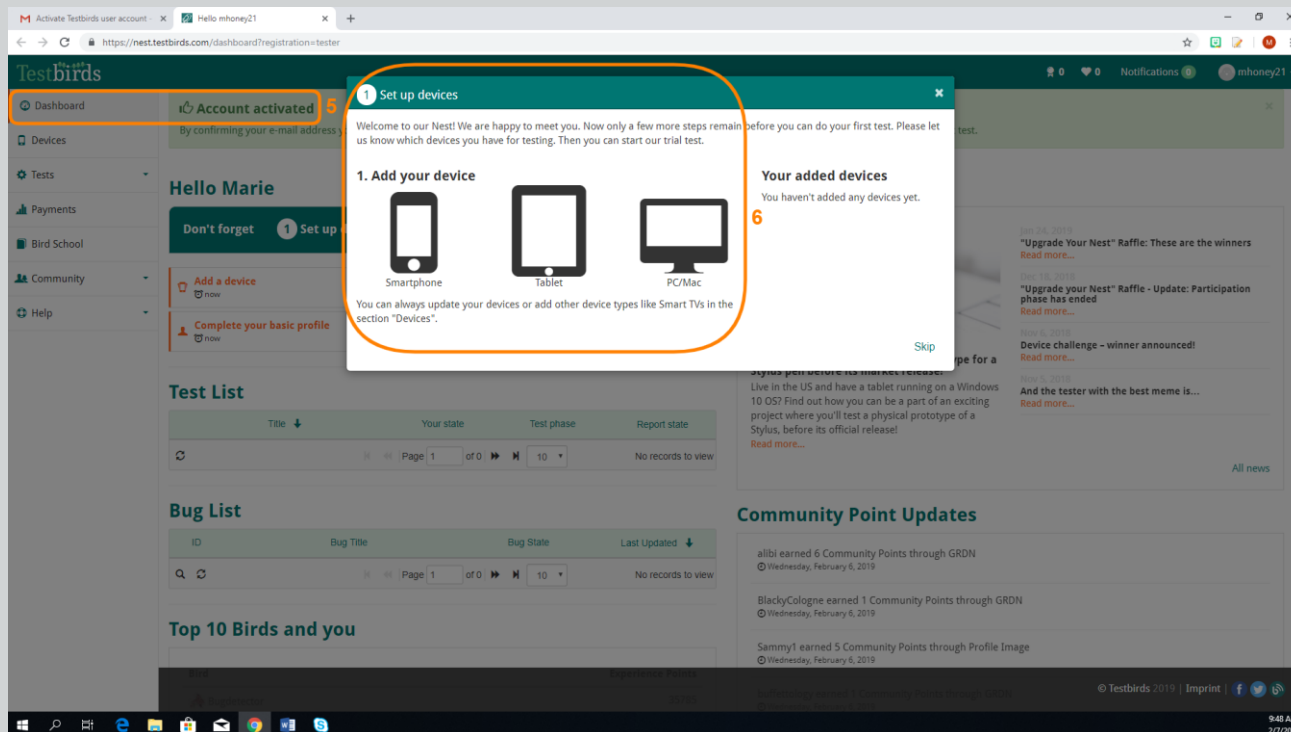 Activate Testbirds user account -
Hello mhoney21
https://nest.testbirds.com/dashboard?registration=tester
Testbirds
0
0
Notifications 0
mhoney21
Dashboard
Devices
Tests
Payments
Bird School
Community
Help
5
Account activated
By confirming your e-mail address
test.
1 Set up devices
Welcome to our Nest! We are happy to meet you. Now only a few more steps remain before you can do your first test. Please let
us know which devices you have for testing. Then you can start our trial test.
1. Add your device
Smartphone
Tablet
PC/Mac
You can always update your devices or add other device types like Smart TVs in the
section "Devices".
Your added devices
You haven't added any devices yet.
6
Skip
Hello Marie
Don't forget
1 Set up
Add a device
now
Complete your basic profile
now
Jan 24, 2019
"Upgrade Your Nest" Raffle: These are the winners
Read more...
Dec 18, 2018
"Upgrade your Nest" Raffle - Update: Participation
phase has ended
Read more...
Nov 6, 2018
Device challenge – winner announced!
Read more...
Nov 5, 2018
And the tester with the best meme is...
Read more...
type for a
Stylus pen before its market release!
Live in the US and have a tablet running on a Windows
10 OS? Find out how you can be a part of an exciting
project where you'll test a physical prototype of a
Stylus, before its official release!
Read more...
All news
Test List
Title
Your state
Test phase
Report state
Page 1 of 0
10
No records to view
Bug List
ID
Bug Title
Bug State
Last Updated
Page 1 of 0
10
No records to view
Top 10 Birds and you
Bird
Experience Points
Community Point Updates
alibi earned 6 Community Points through GRDN
Wednesday, February 6, 2019
BlackyCologne earned 1 Community Points through GRDN
Wednesday, February 6, 2019
Sammy1 earned 5 Community Points through Profile Image
Wednesday, February 6, 2019
© Testbirds 2019 | Imprint |
9:48 A